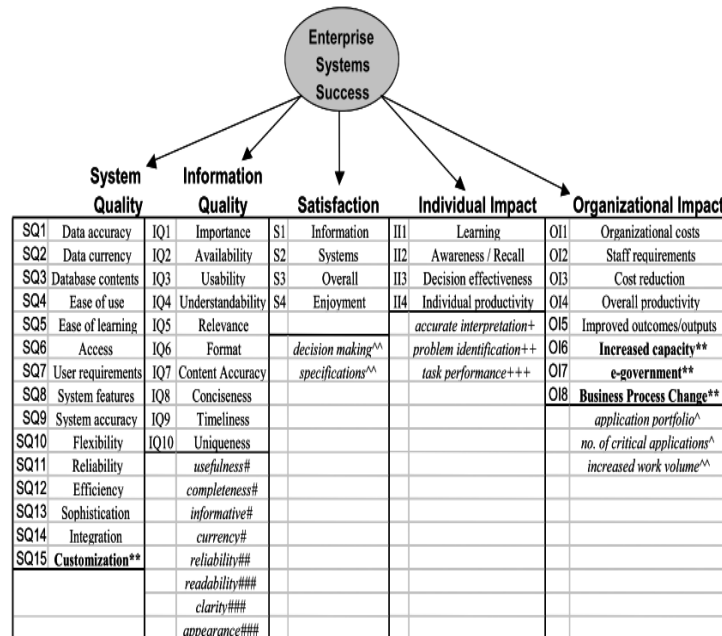 Enterprise
Systems
Success
System
Quality
Information
Quality
Satisfaction
Individual Impact
Organizational Impact
SQ1 Data accuracy IQ1 Importance S1 Information II1 Learning OI1 Organizational costs
SQ2 Data currency IQ2 Availability S2 Systems II2 Awareness / Recall OI2 Staff requirements
SQ3 Database contents IQ3 Usability S3 Overall II3 Decision effectiveness OI3 Cost reduction
SQ4 Ease of use IQ4 Understandability S4 Enjoyment II4 Individual productivity OI4 Overall productivity
SQ5 Ease of learning IQ5 Relevance accurate interpretation+ OI5 Improved outcomes/outputs
SQ6 Access IQ6 Format decision making^^ problem identification++ OI6 Increased capacity**
SQ7 User requirements IQ7 Content Accuracy specifications^^ task performance+++ OI7 e-government**
SQ8 System features IQ8 Conciseness OI8 Business Process Change**
SQ9 System accuracy IQ9 Timeliness application portfolio^
SQ10 Flexibility IQ10 Uniqueness no. of critical applications^
SQ11 Reliability usefulness# increased work volume^^
SQ12 Efficiency completeness#
SQ13 Sophistication informative#
SQ14 Integration currency#
SQ15 Customization** reliability##
readability###
clarity###
appearance###